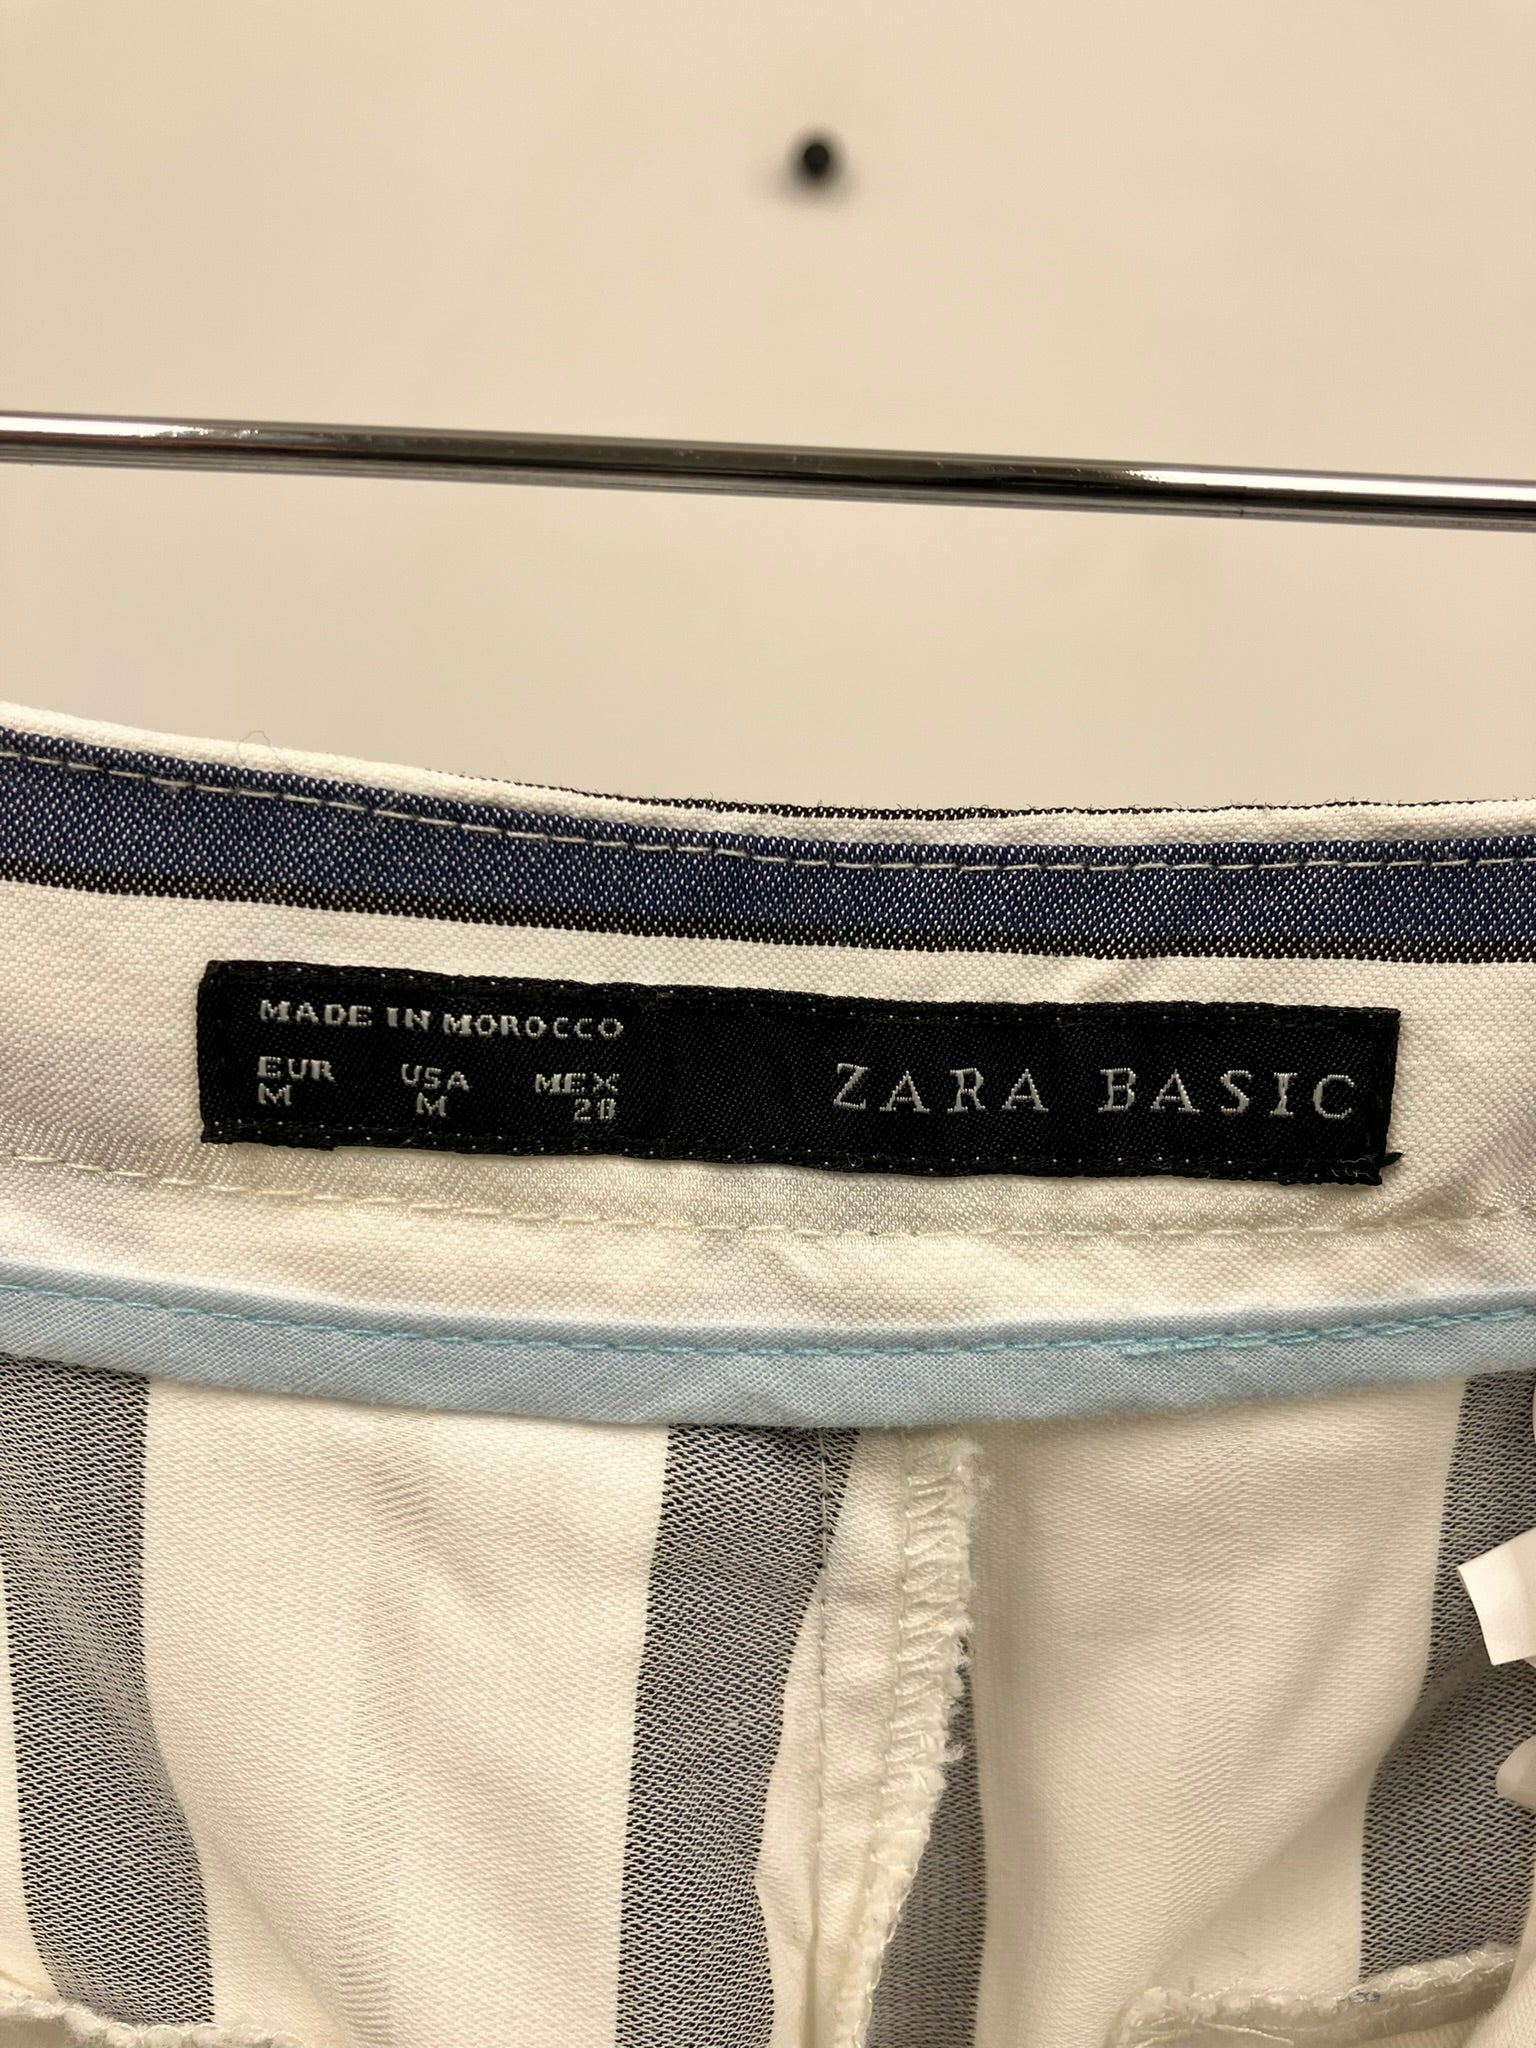 MADE IN MOROCCO
EUR USA MEX
M M 28
ZARA BASIC